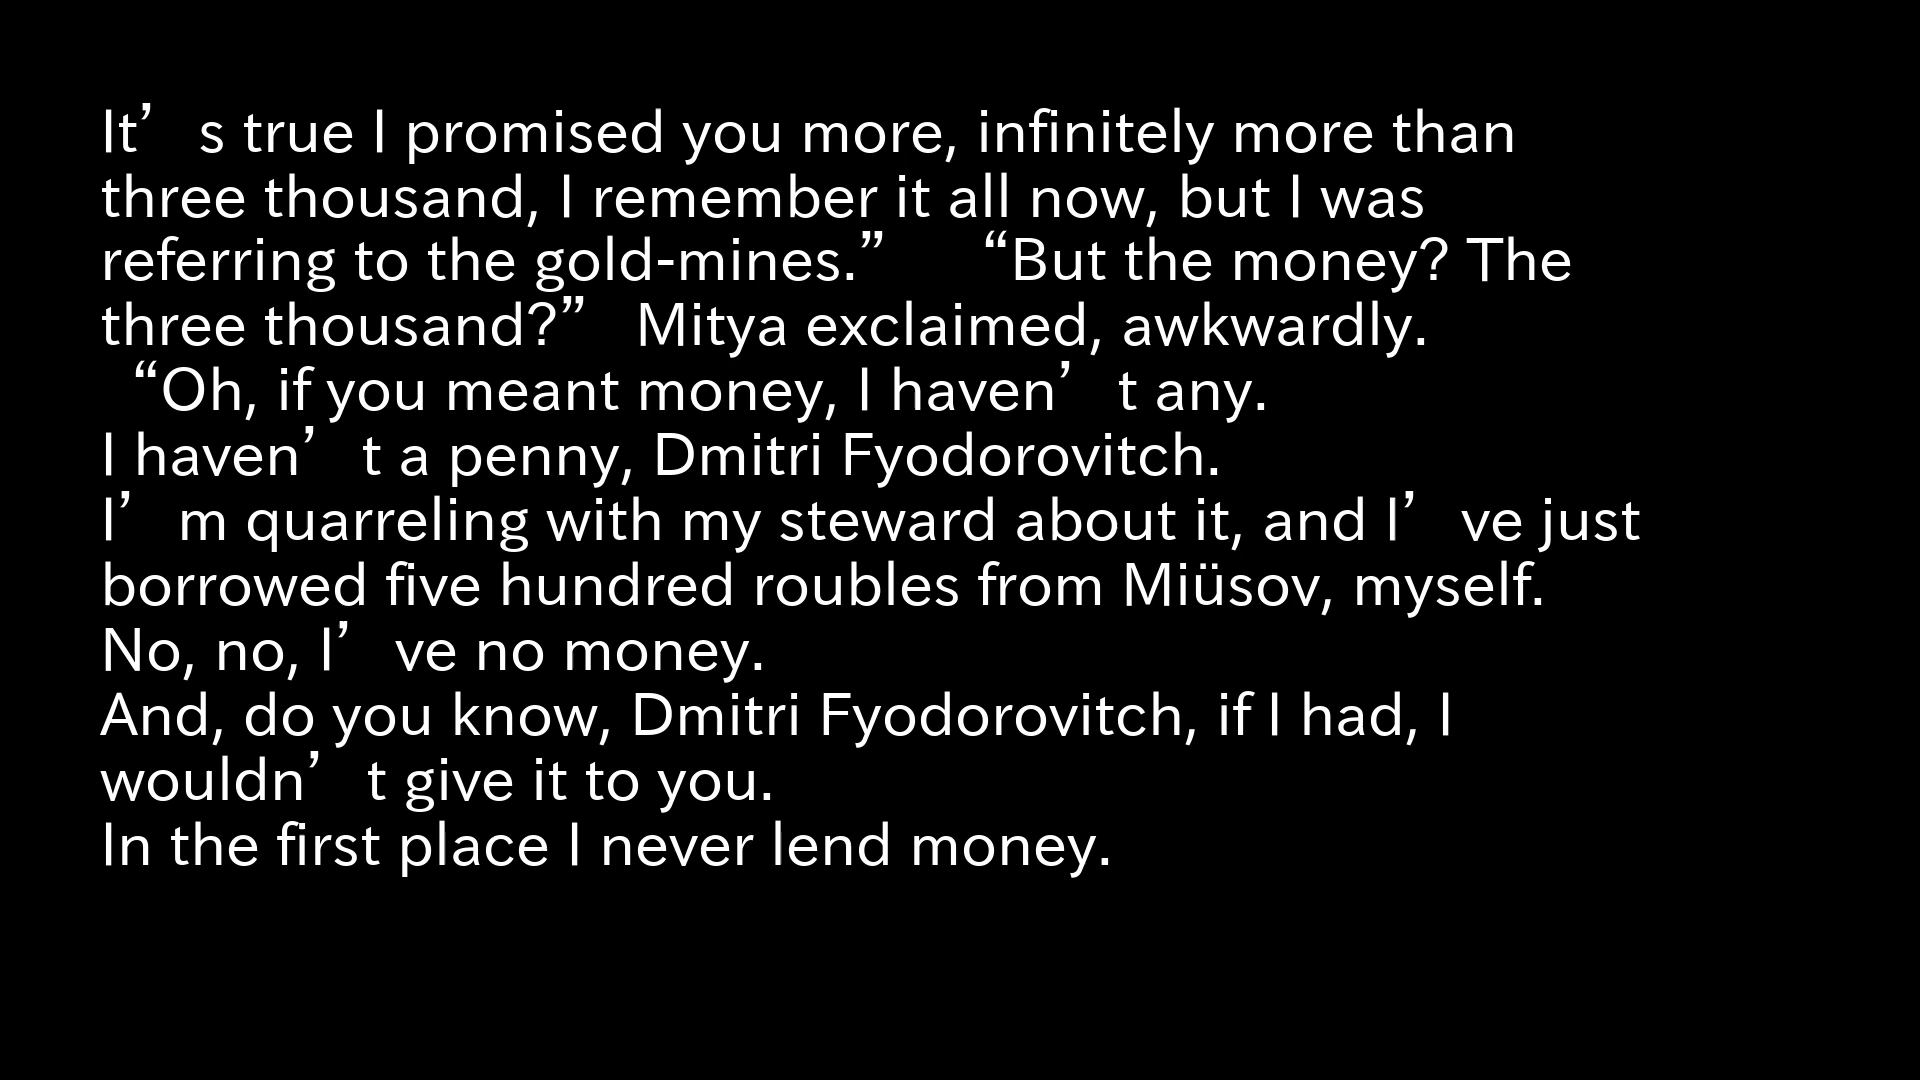 It’s true I promised you more, infinitely more than
three thousand, I remember it all now, but I was
referring to the gold-mines.” “But the money? The
three thousand?” Mitya exclaimed, awkwardly.
“Oh, if you meant money, I haven’t any.
I haven’t a penny, Dmitri Fyodorovitch.
I’m quarreling with my steward about it, and I’ve just
borrowed five hundred roubles from Miüsov, myself.
No, no, I’ve no money.
And, do you know, Dmitri Fyodorovitch, if I had, I
wouldn’t give it to you.
In the first place I never lend money.